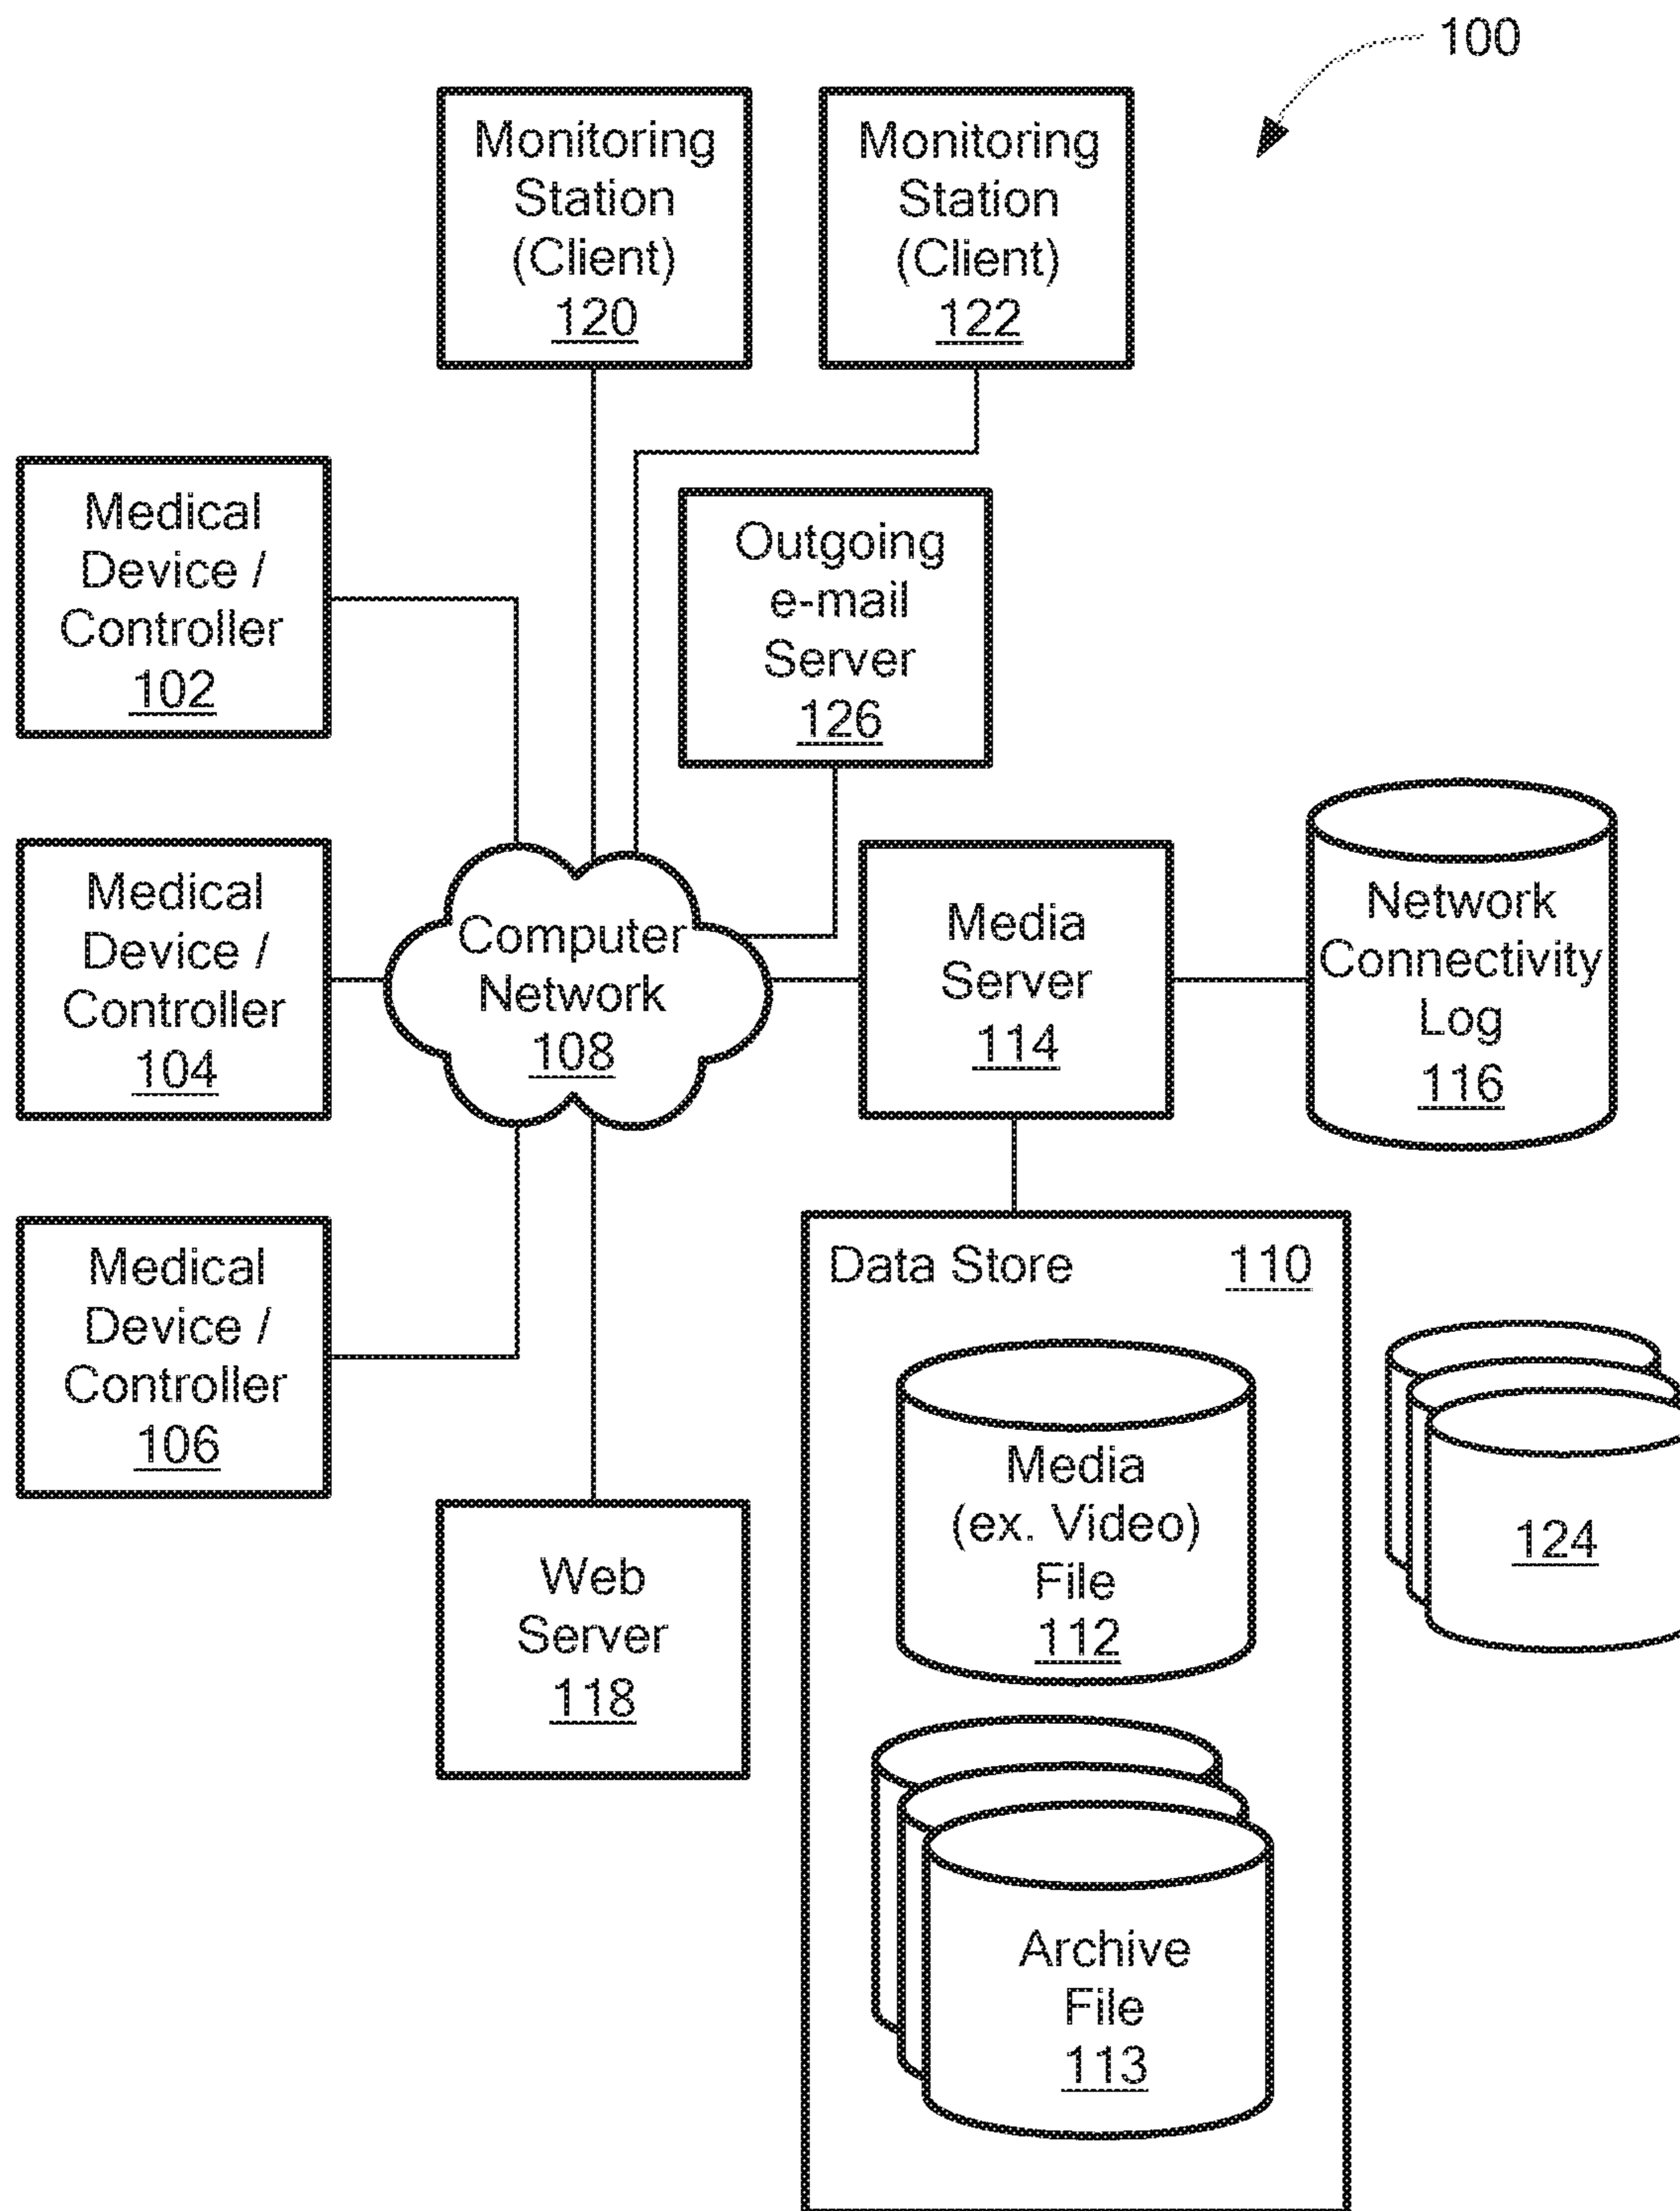 100
Monitoring
Station
(Client)
120
Monitoring
Station
(Client)
122
Medical
Device /
Controller
102
Outgoing
e-mail
Server
126
Medical
Device /
Controller
104
Computer
Network
108
Media
Server
114
Network
Connectivity
Log
116
Medical
Device /
Controller
106
Data Store 110
Media
(ex. Video)
File
112
124
Web
Server
118
Archive
File
113